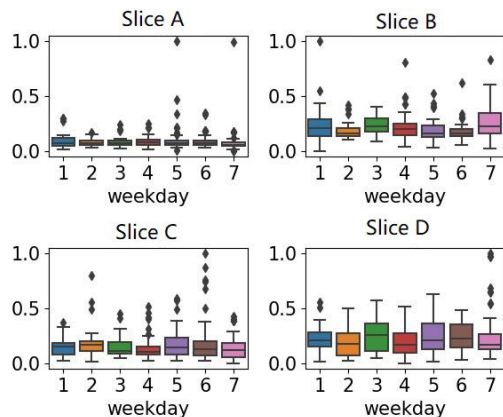 Slice A
1.0
0.5
0.0
1 2 3 4 5 6 7
weekday
Slice B
1.0
0.5
0.0
1 2 3 4 5 6 7
weekday
Slice C
1.0
0.5
0.0
1 2 3 4 5 6 7
weekday
Slice D
1.0
0.5
0.0
1 2 3 4 5 6 7
weekday